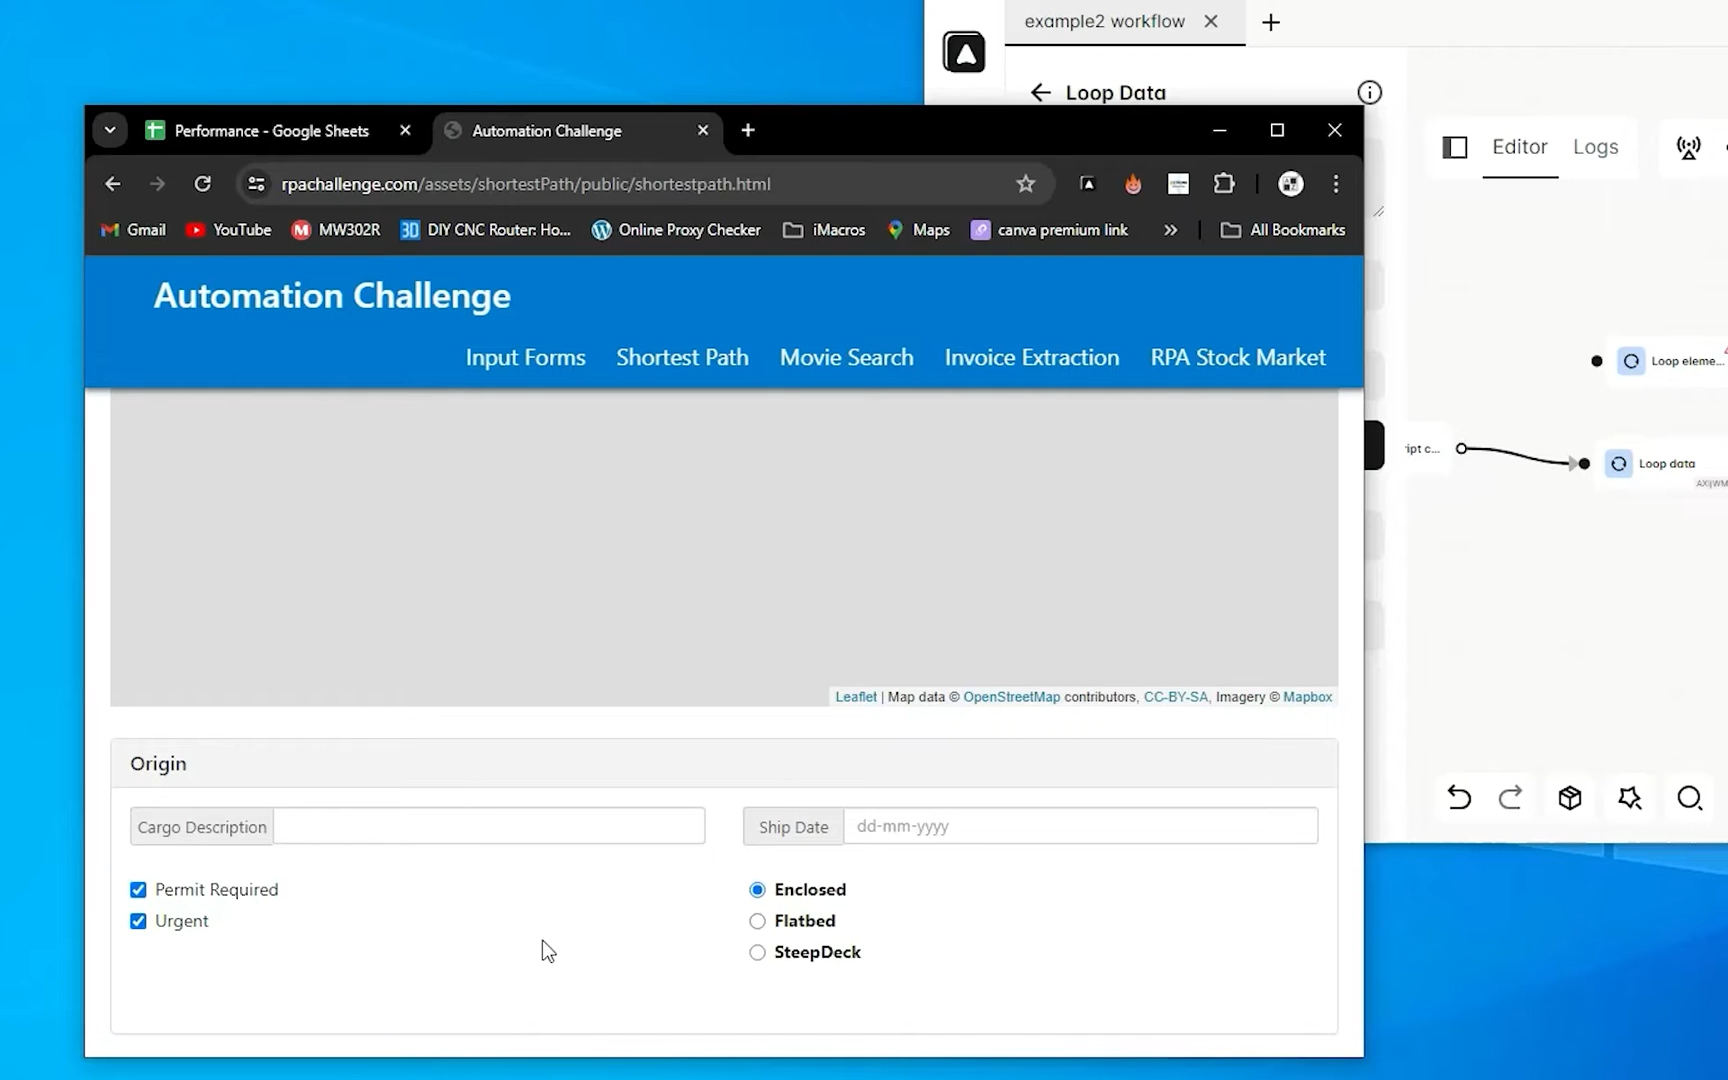 example2 workflow
Loop Data
Editor Logs
Performance - Google Sheets
Automation Challenge
rpachallenge.com/assets/shortestPath/public/shortestpath.html
Gmail YouTube MW302R DIY CNC Router: Ho... Online Proxy Checker iMacros Maps canva premium link » All Bookmarks
Automation Challenge
Input Forms Shortest Path Movie Search Invoice Extraction RPA Stock Market
Loop eleme...
ipt c...
Loop data
AXIjWM
Leaflet | Map data © OpenStreetMap contributors, CC-BY-SA, Imagery © Mapbox
Origin
Cargo Description
Ship Date dd-mm-yyyy
Permit Required
Urgent
Enclosed
Flatbed
SteepDeck